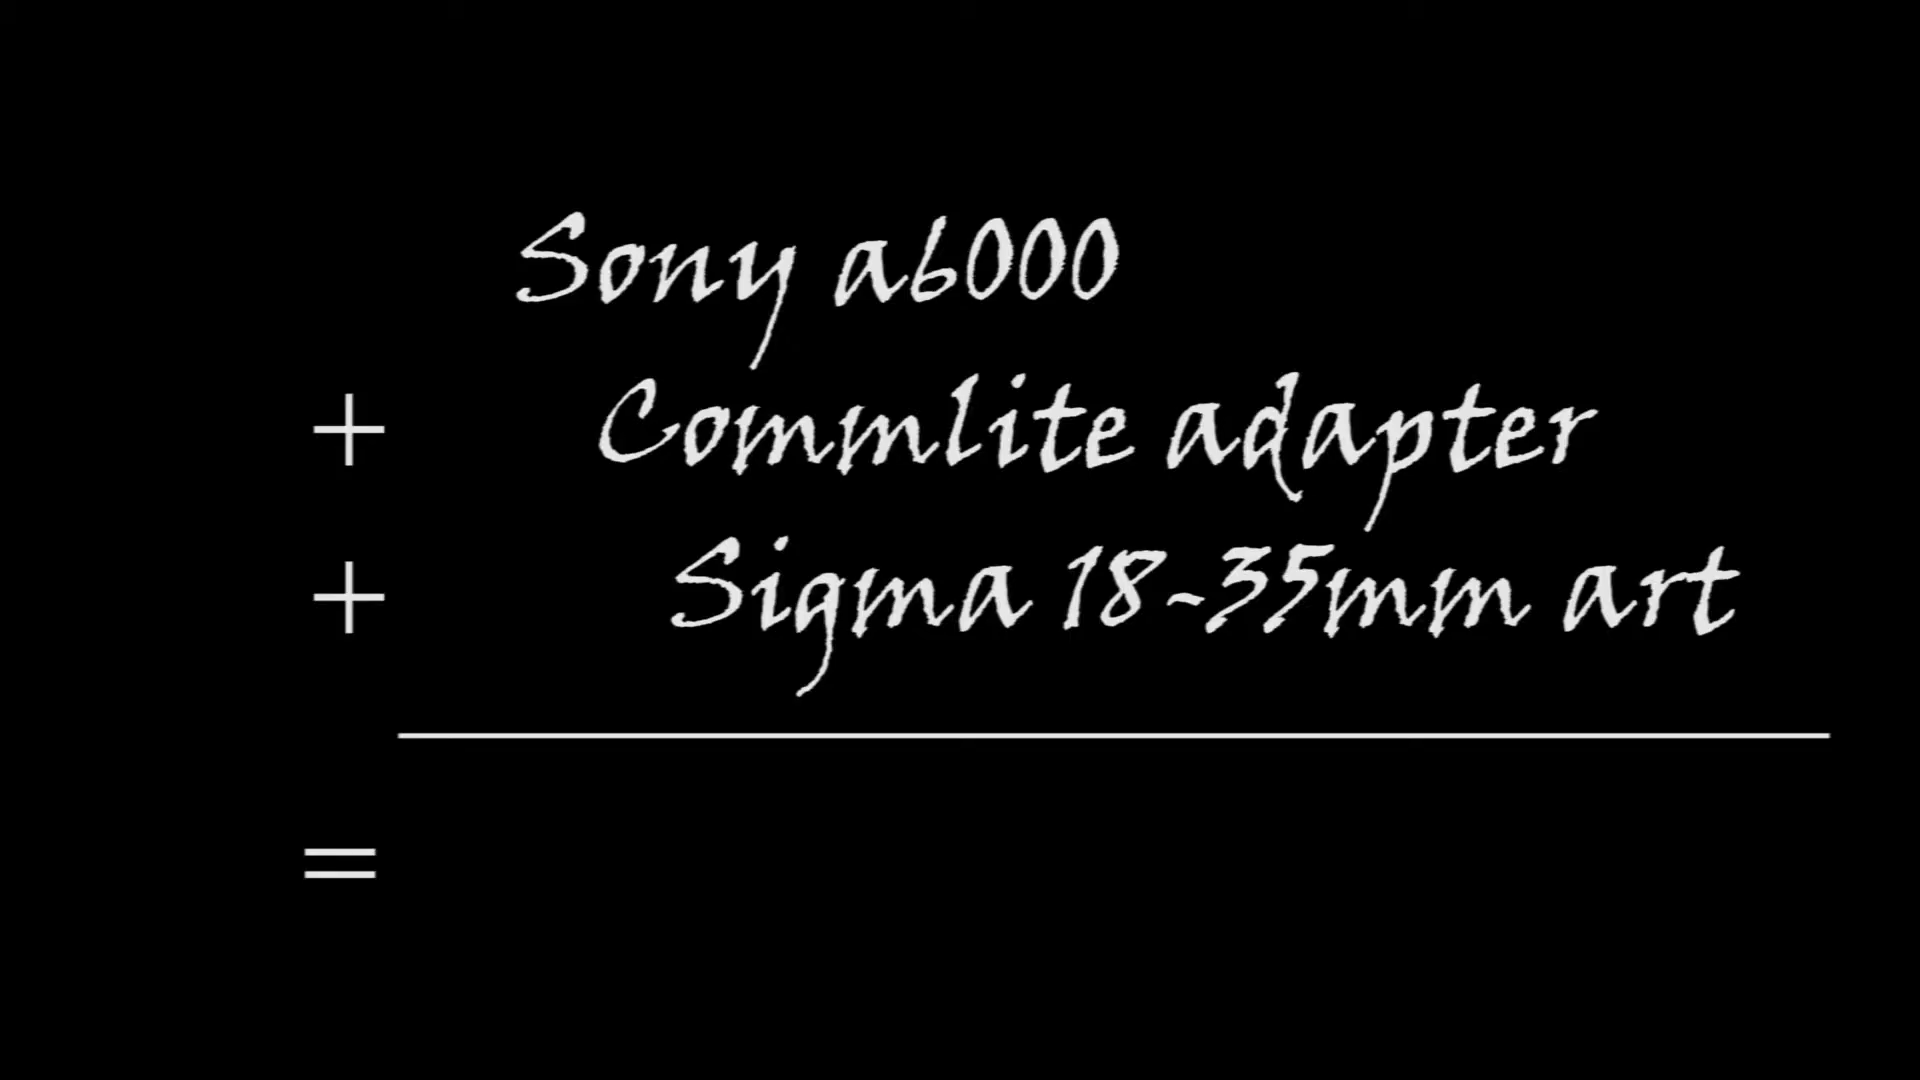 Sony a6000
+ Commlite adapter
+ Sigma 18-35mm art
=